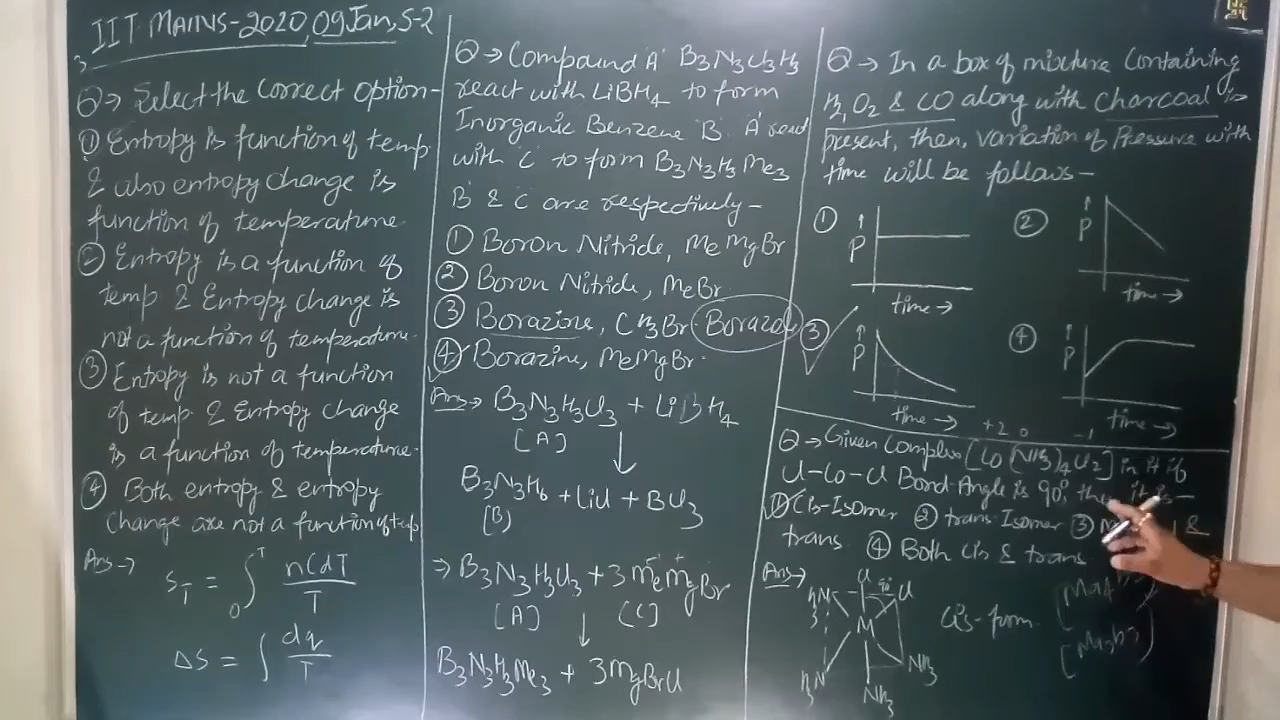 IIT MAINS-2020, 09 Jan, S-2
Q→ Select the correct option-
① Entropy is function of temp
& also entropy change is
function of temperature.
② Entropy is a function of
temp & Entropy change is
not a function of temperature.
③ Entropy is not a function
of temp. & Entropy change
is a function of temperature.
④ Both entropy & entropy
change are not a function of temp
Ans→ S_T = ∫₀ᵀ nCdT/T
ΔS = ∫ dq/T
Q→ Compound 'A' B₃N₃Cl₃H₃
react with LiBH₄ to form
Inorganic Benzene 'B'. 'A' react
with 'C' to form B₃N₃H₃Me₃
'B' & 'C' are respectively-
① Boron Nitride, MeMgBr
② Boron Nitride, MeBr.
③ Borazine, CH₃Br. Borazole
④ Borazine, MeMgBr.
Ans→ B₃N₃H₃Cl₃ + LiBH₄
[A]
↓
B₃N₃H₆ + LiCl + BCl₃
[B]
→ B₃N₃H₃Cl₃ + 3MeMgBr
[A] [C]
↓
B₃N₃H₃Me₃ + 3MgBrCl
Q→ In a box of mixture containing
H₂, O₂ & CO along with charcoal is
present, then, variation of Pressure with
time will be follows-
① ↑ P time →
② ↑ P time →
③ ↑ P time →
④ ↑ P time →
+2 0 -1
Q→ Given Complex [Co(NH₃)₄Cl₂] in it if
Cl-Co-Cl Bond Angle is 90°, then it is-
① Cis-Isomer ② trans Isomer ③ &
trans ④ Both cis & trans
Ans→ Cl 90° Cl
H₃N
M
H₃N NH₃
NH₃
Cis-form.